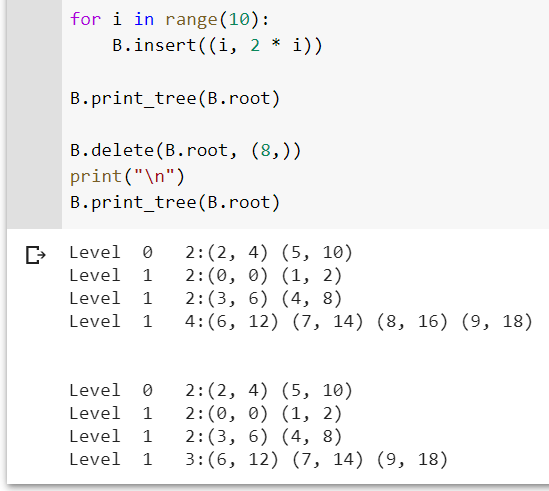 for i in range(10):
    B.insert((i, 2 * i))

B.print_tree(B.root)

B.delete(B.root, (8,))
print("\n")
B.print_tree(B.root)

Level  0   2:(2, 4) (5, 10)
Level  1   2:(0, 0) (1, 2)
Level  1   2:(3, 6) (4, 8)
Level  1   4:(6, 12) (7, 14) (8, 16) (9, 18)

Level  0   2:(2, 4) (5, 10)
Level  1   2:(0, 0) (1, 2)
Level  1   2:(3, 6) (4, 8)
Level  1   3:(6, 12) (7, 14) (9, 18)